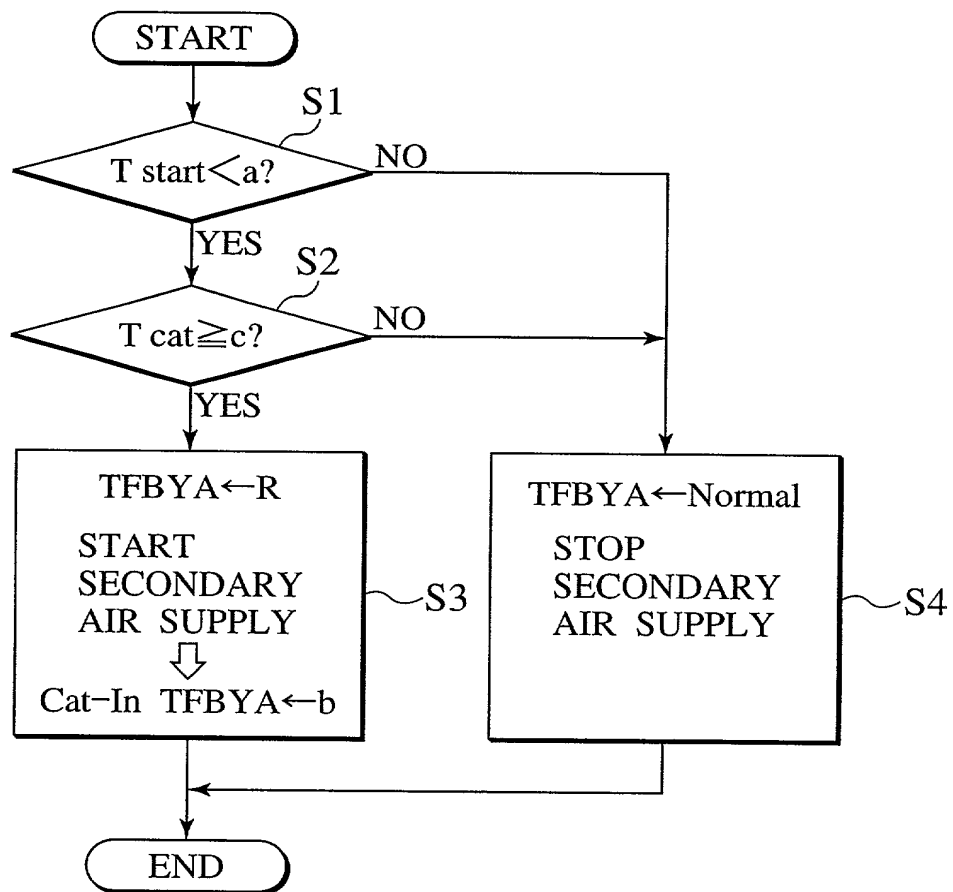 START
S1
T start<a?
NO
YES
S2
T cat≧c?
NO
YES
TFBYA←R
START
SECONDARY
AIR SUPPLY
Cat-In TFBYA←b
S3
TFBYA←Normal
STOP
SECONDARY
AIR SUPPLY
S4
END